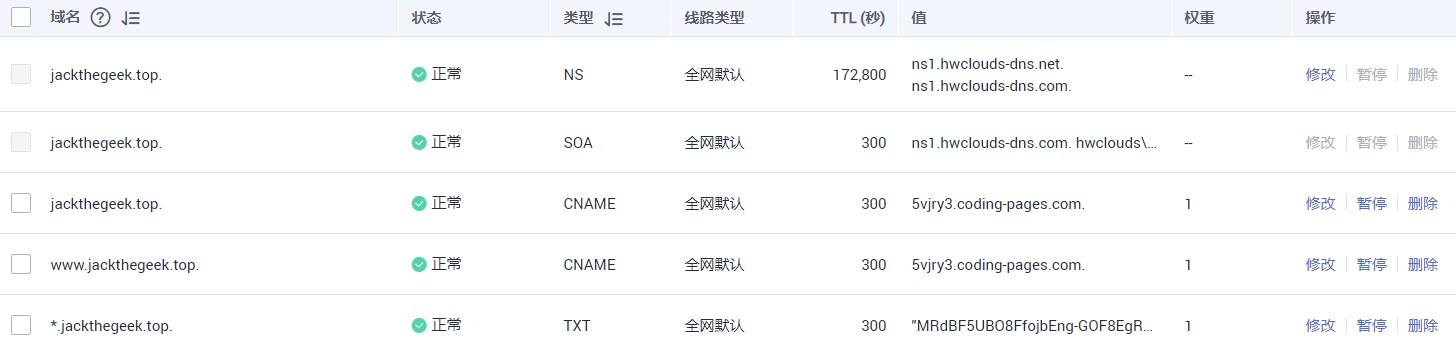 域名 ? 状态 类型 线路类型 TTL (秒) 值 权重 操作
jackthegeek.top. 正常 NS 全网默认 172,800 ns1.hwclouds-dns.net. -- 修改 暂停 删除
ns1.hwclouds-dns.com.
jackthegeek.top. 正常 SOA 全网默认 300 ns1.hwclouds-dns.com. hwclouds\... -- 修改 暂停 删除
jackthegeek.top. 正常 CNAME 全网默认 300 5vjry3.coding-pages.com. 1 修改 暂停 删除
www.jackthegeek.top. 正常 CNAME 全网默认 300 5vjry3.coding-pages.com. 1 修改 暂停 删除
*.jackthegeek.top. 正常 TXT 全网默认 300 "MRdBF5UBO8FfojbEng-GOF8EgR... 1 修改 暂停 删除